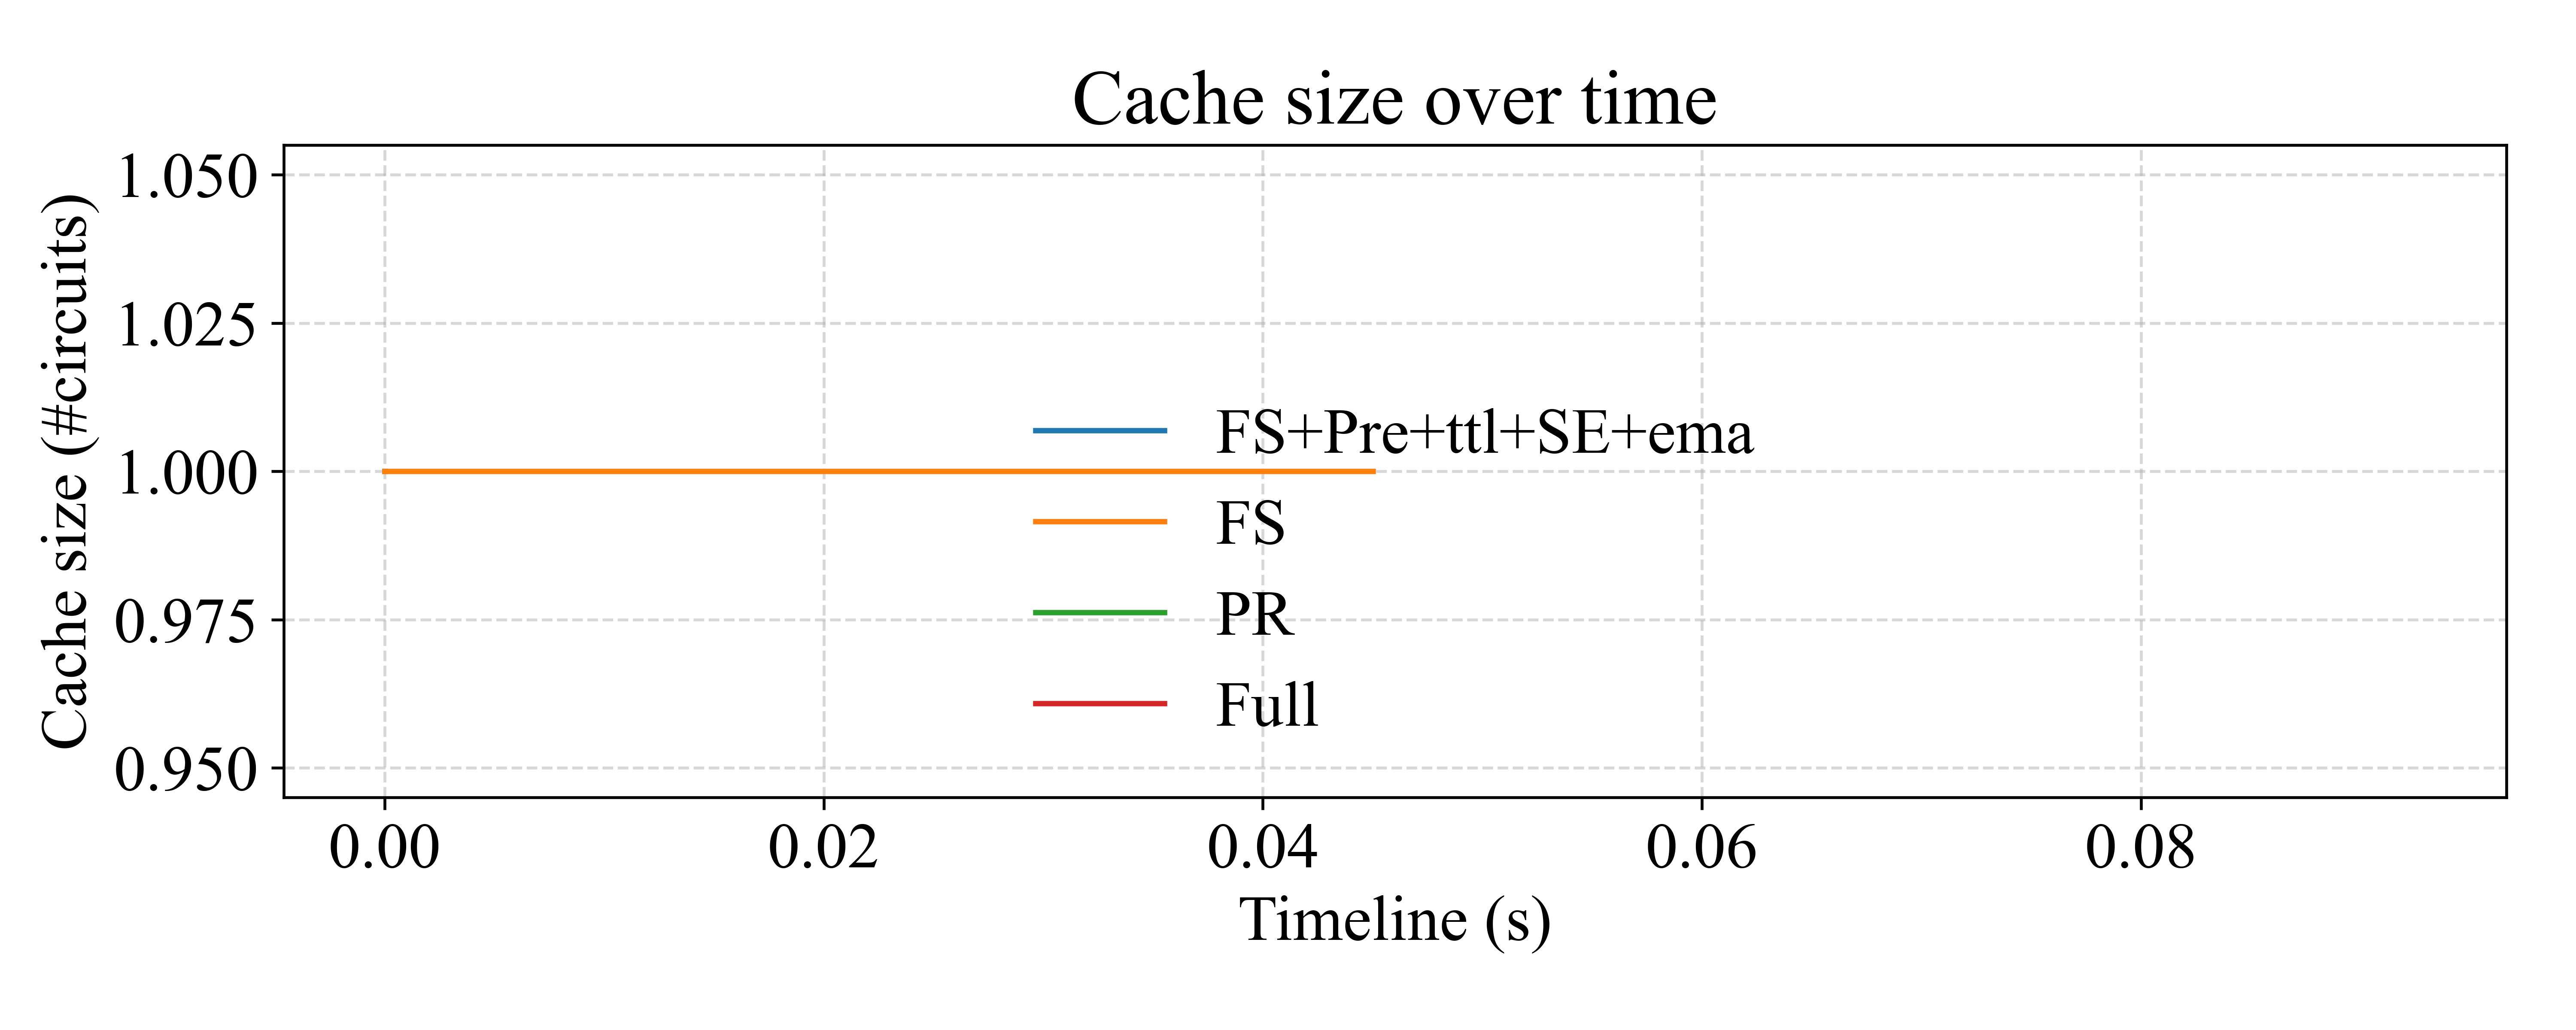 Cache size over time
Cache size (#circuits)
1.050
1.025
1.000
0.975
0.950
FS+Pre+ttl+SE+ema
FS
PR
Full
0.00 0.02 0.04 0.06 0.08
Timeline (s)